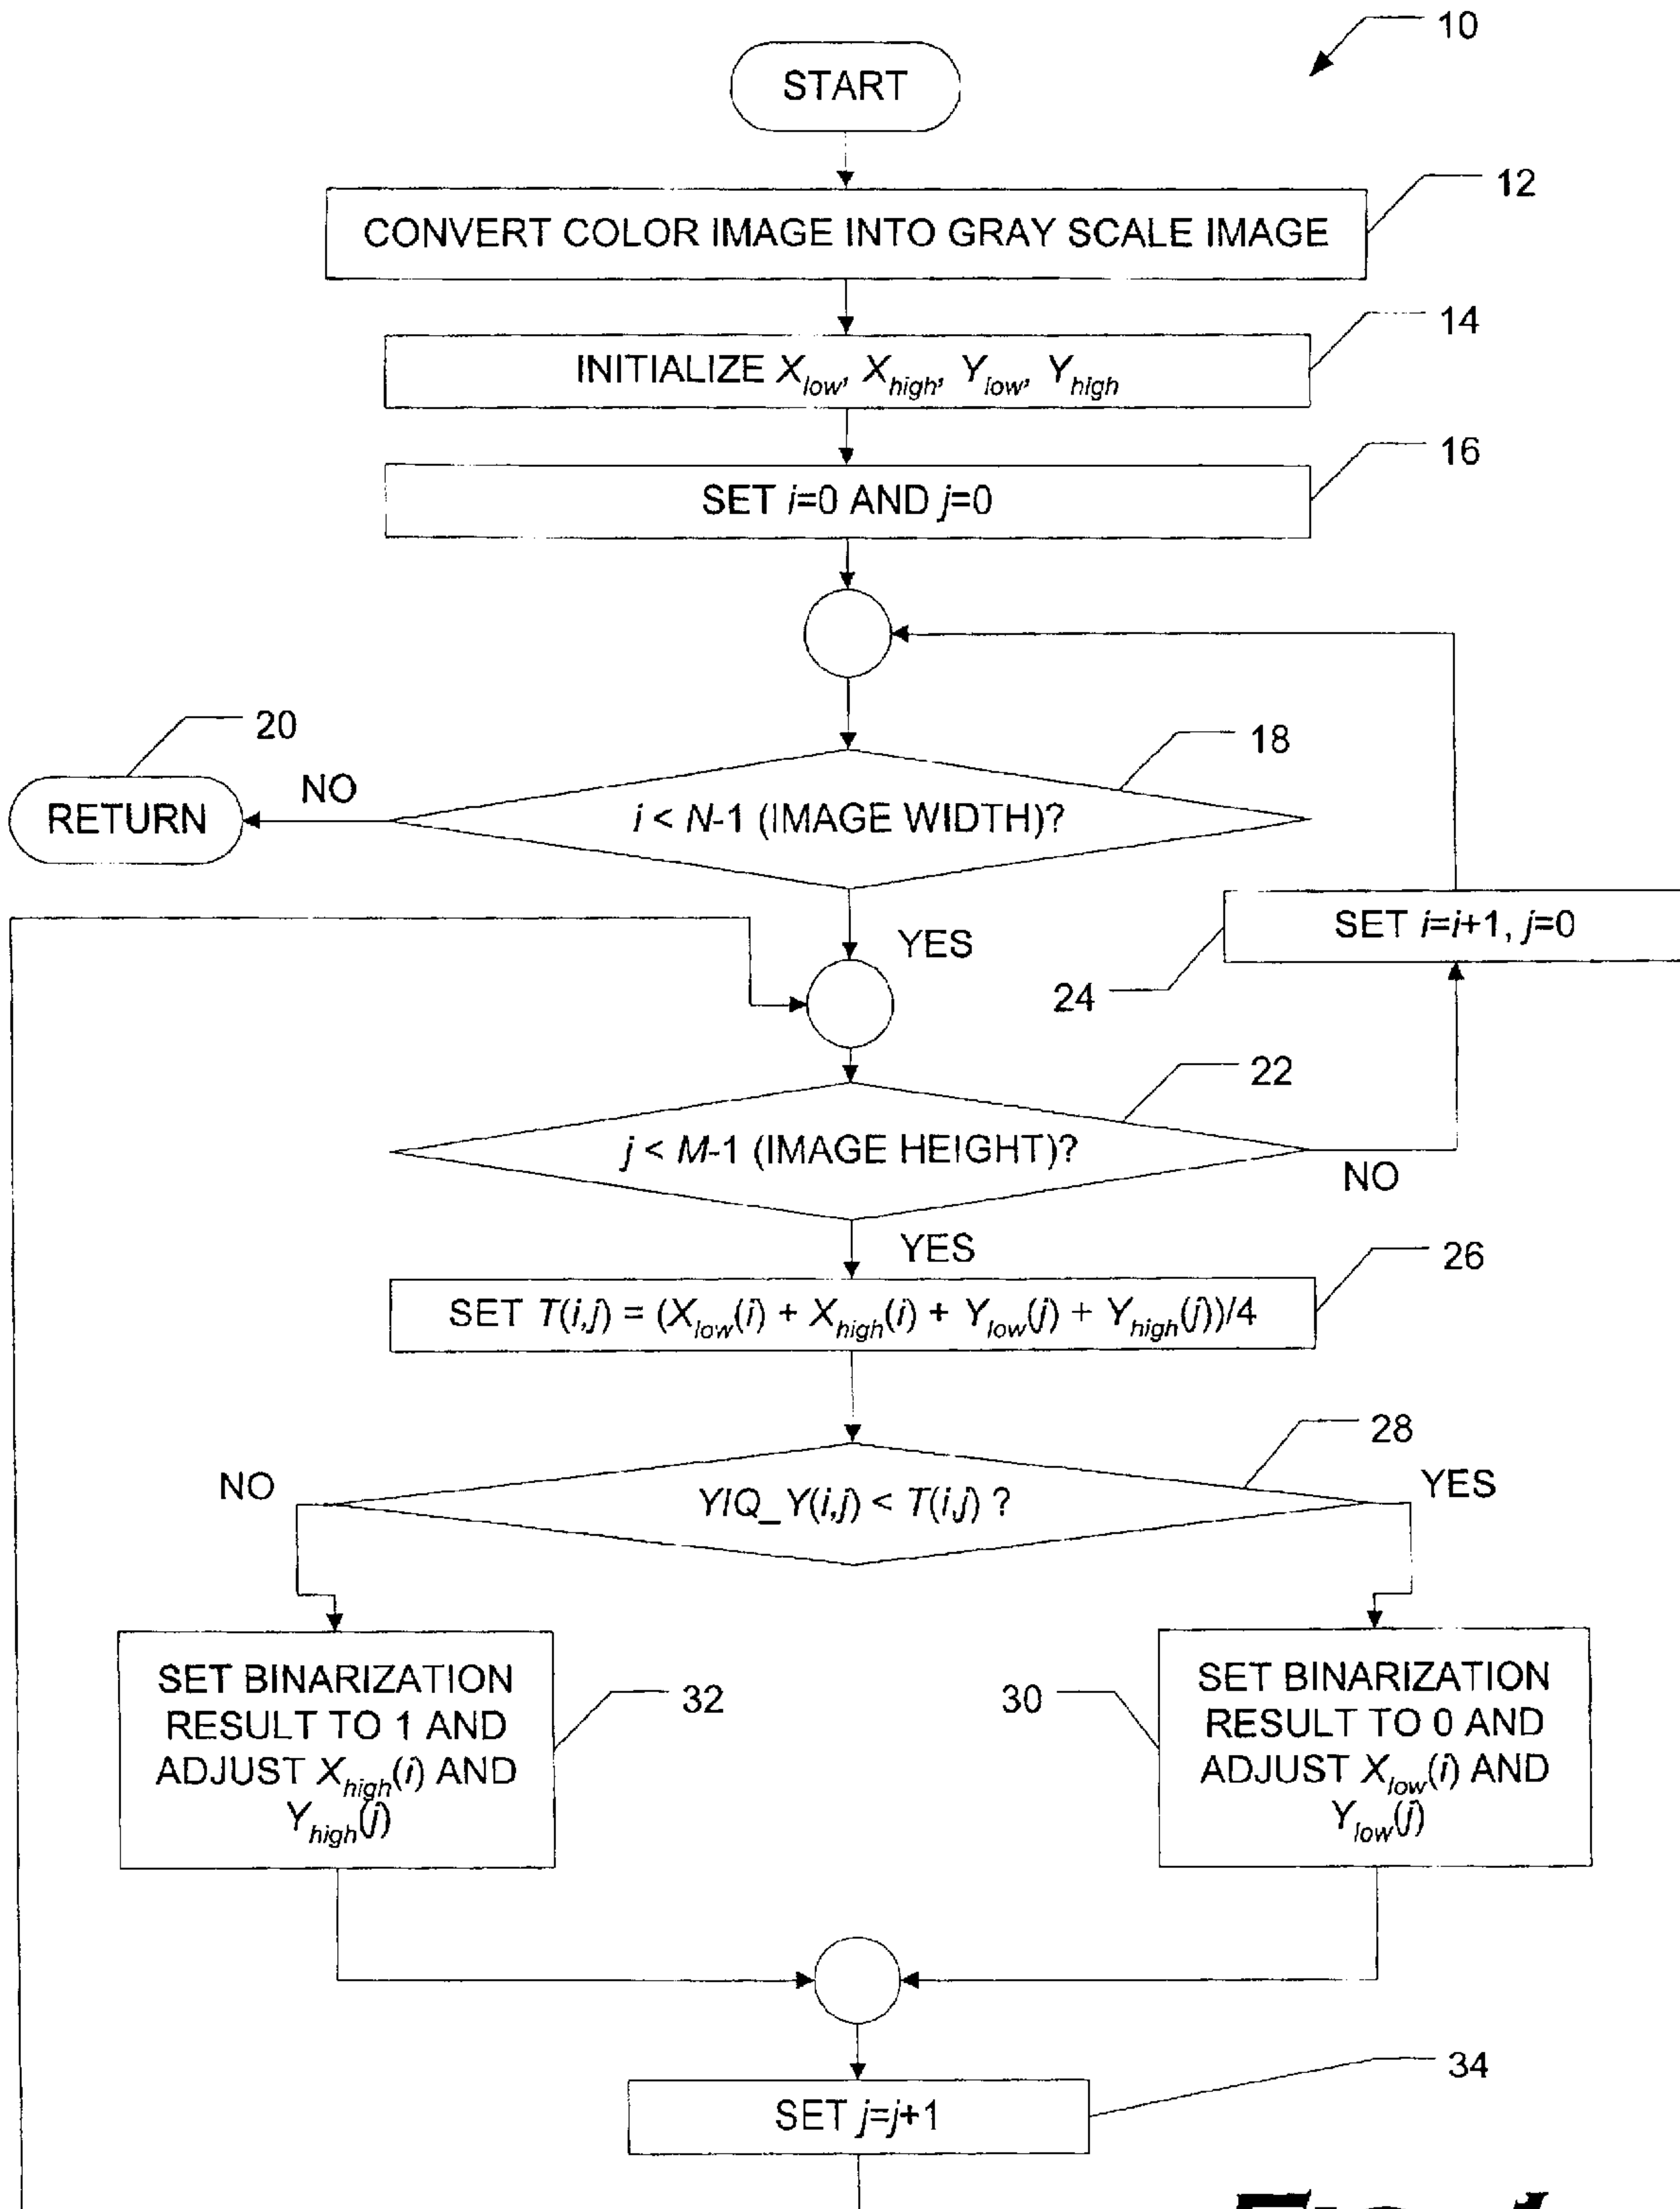 10
START
12
CONVERT COLOR IMAGE INTO GRAY SCALE IMAGE
14
INITIALIZE X_low, X_high, Y_low, Y_high
16
SET i=0 AND j=0
20
18
RETURN
NO
i < N-1 (IMAGE WIDTH)?
YES
SET i=i+1, j=0
24
22
j < M-1 (IMAGE HEIGHT)?
NO
YES
26
SET T(i,j) = (X_low(i) + X_high(i) + Y_low(j) + Y_high(j))/4
28
NO
YES
YIQ_Y(i,j) < T(i,j) ?
SET BINARIZATION
RESULT TO 1 AND
ADJUST X_high(i) AND
Y_high(j)
32
30
SET BINARIZATION
RESULT TO 0 AND
ADJUST X_low(i) AND
Y_low(j)
34
SET j=j+1